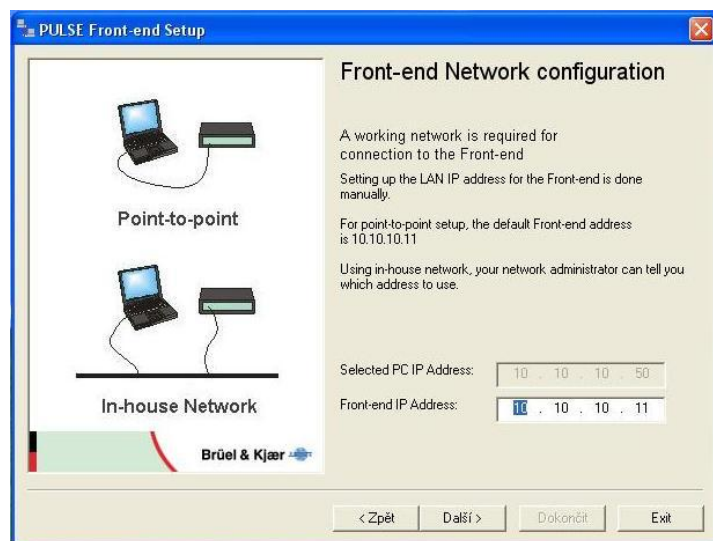 PULSE Front-end Setup
Point-to-point
In-house Network
Brüel & Kjær
Front-end Network configuration
A working network is required for
connection to the Front-end
Setting up the LAN IP address for the Front-end is done
manually.
For point-to-point setup, the default Front-end address
is 10.10.10.11
Using in-house network, your network administrator can tell you
which address to use.
Selected PC IP Address: 10 . 10 . 10 . 50
Front-end IP Address: 10 . 10 . 10 . 11
< Zpět Další > Dokončit Exit